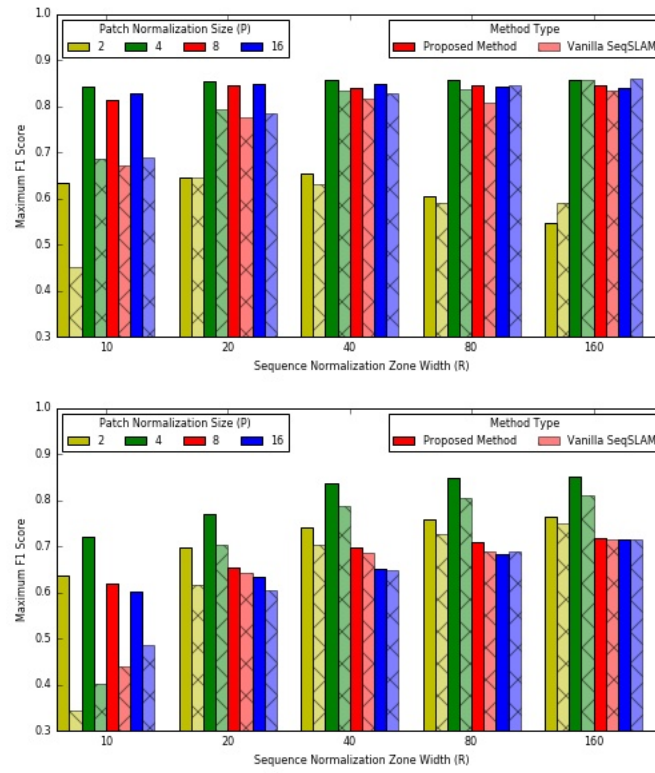 1.0
Patch Normalization Size (P)
2 4 8 16
Method Type
Proposed Method Vanilla SeqSLAM
0.9
0.8
0.7
0.6
0.5
0.4
0.3
Maximum F1 Score
10 20 40 80 160
Sequence Normalization Zone Width (R)
1.0
Patch Normalization Size (P)
2 4 8 16
Method Type
Proposed Method Vanilla SeqSLAM
0.9
0.8
0.7
0.6
0.5
0.4
0.3
Maximum F1 Score
10 20 40 80 160
Sequence Normalization Zone Width (R)